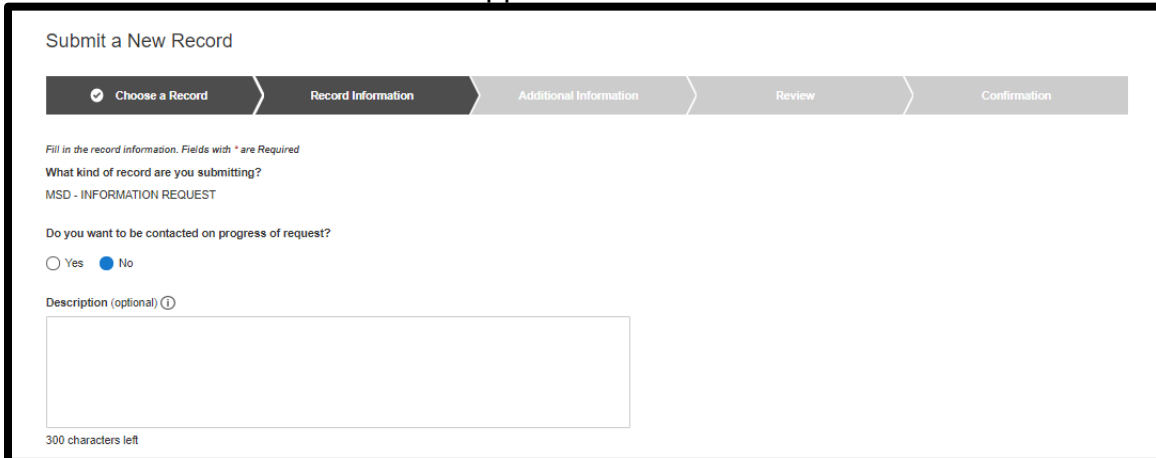 Submit a New Record
Choose a Record Record Information Additional Information Review Confirmation
Fill in the record information. Fields with * are Required
What kind of record are you submitting?
MSD - INFORMATION REQUEST
Do you want to be contacted on progress of request?
Yes No
Description (optional)
300 characters left